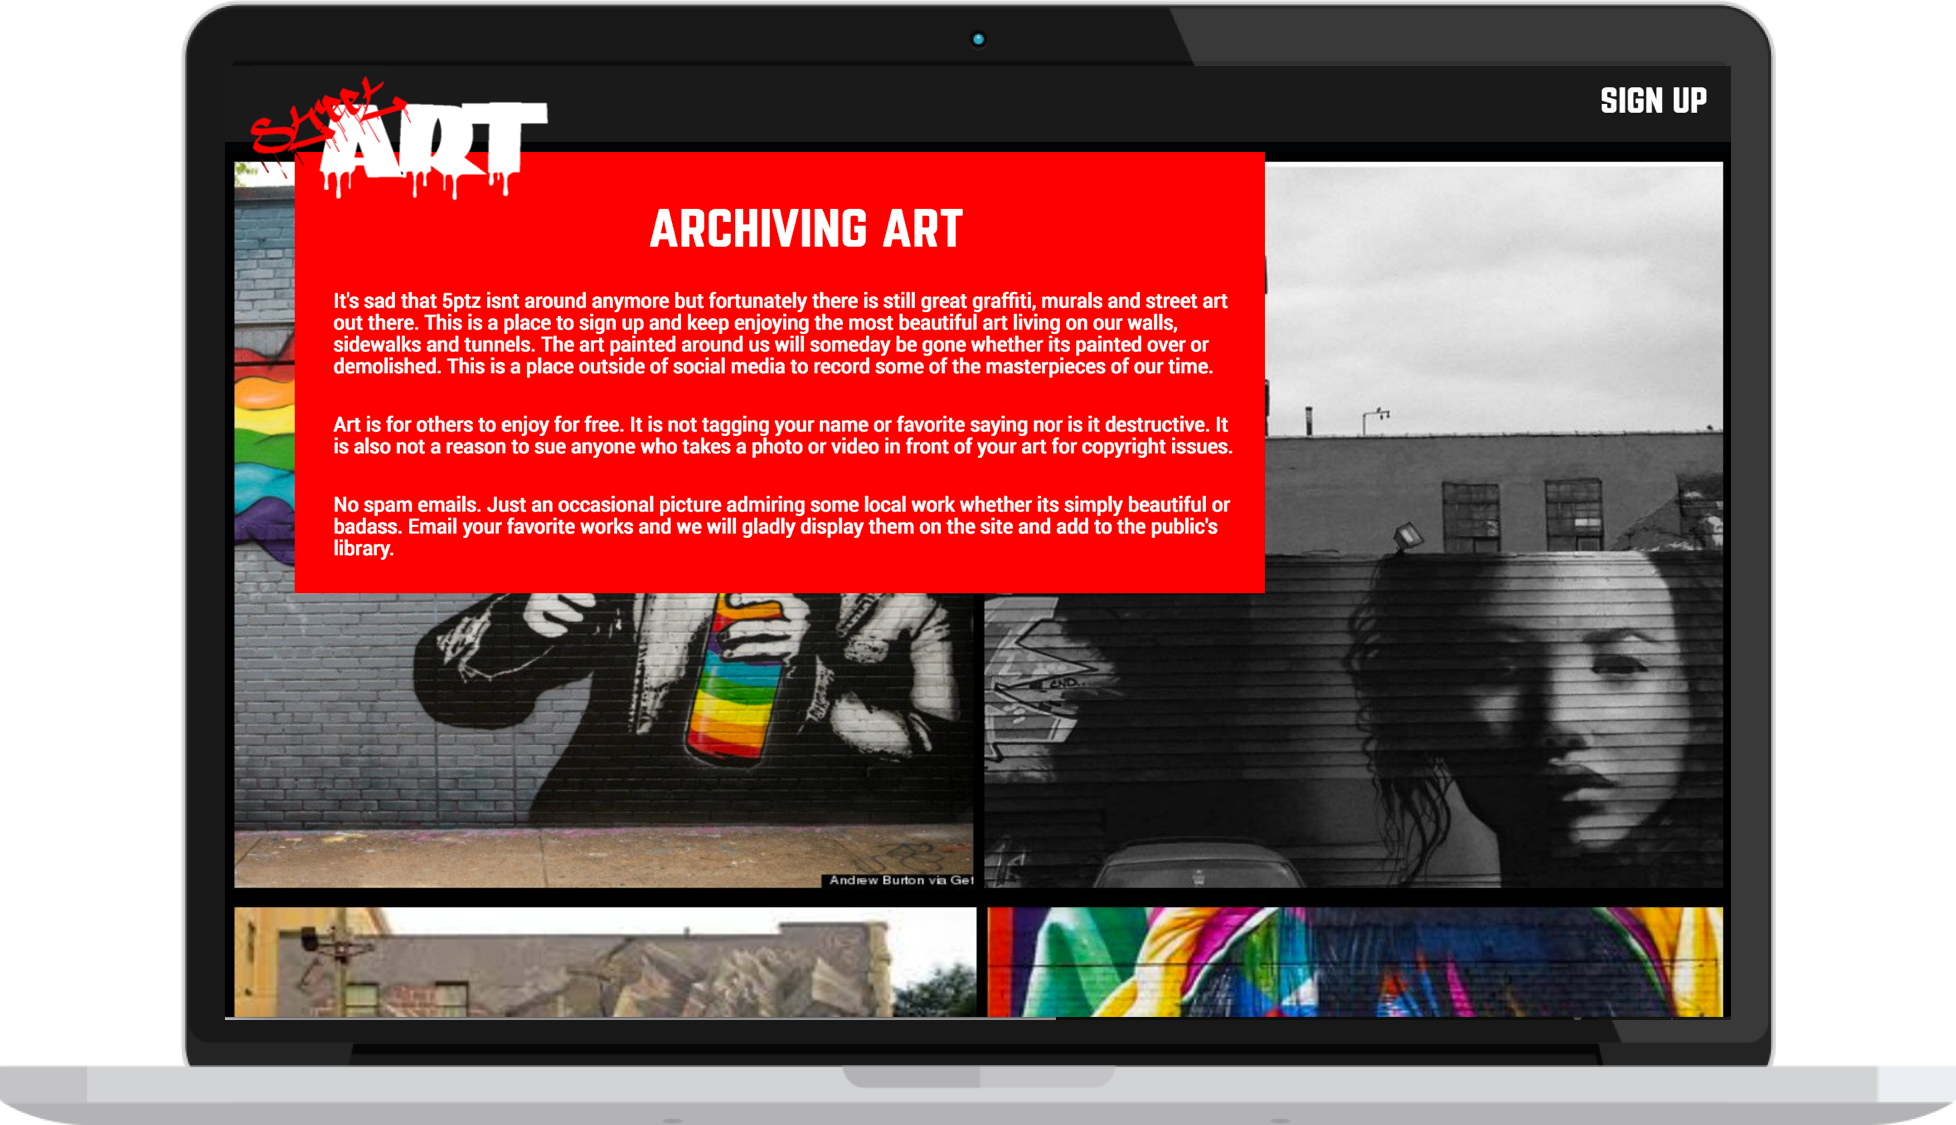 Street
ART
SIGN UP
ARCHIVING ART
It's sad that 5ptz isnt around anymore but fortunately there is still great graffiti, murals and street art
out there. This is a place to sign up and keep enjoying the most beautiful art living on our walls,
sidewalks and tunnels. The art painted around us will someday be gone whether its painted over or
demolished. This is a place outside of social media to record some of the masterpieces of our time.
Art is for others to enjoy for free. It is not tagging your name or favorite saying nor is it destructive. It
is also not a reason to sue anyone who takes a photo or video in front of your art for copyright issues.
No spam emails. Just an occasional picture admiring some local work whether its simply beautiful or
badass. Email your favorite works and we will gladly display them on the site and add to the public's
library.
AND..
Andrew Burton via Get